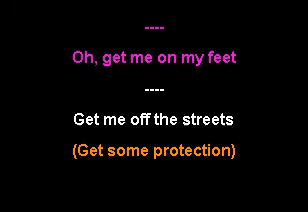 ----
Oh, get me on my feet
----
Get me off the streets
(Get some protection)